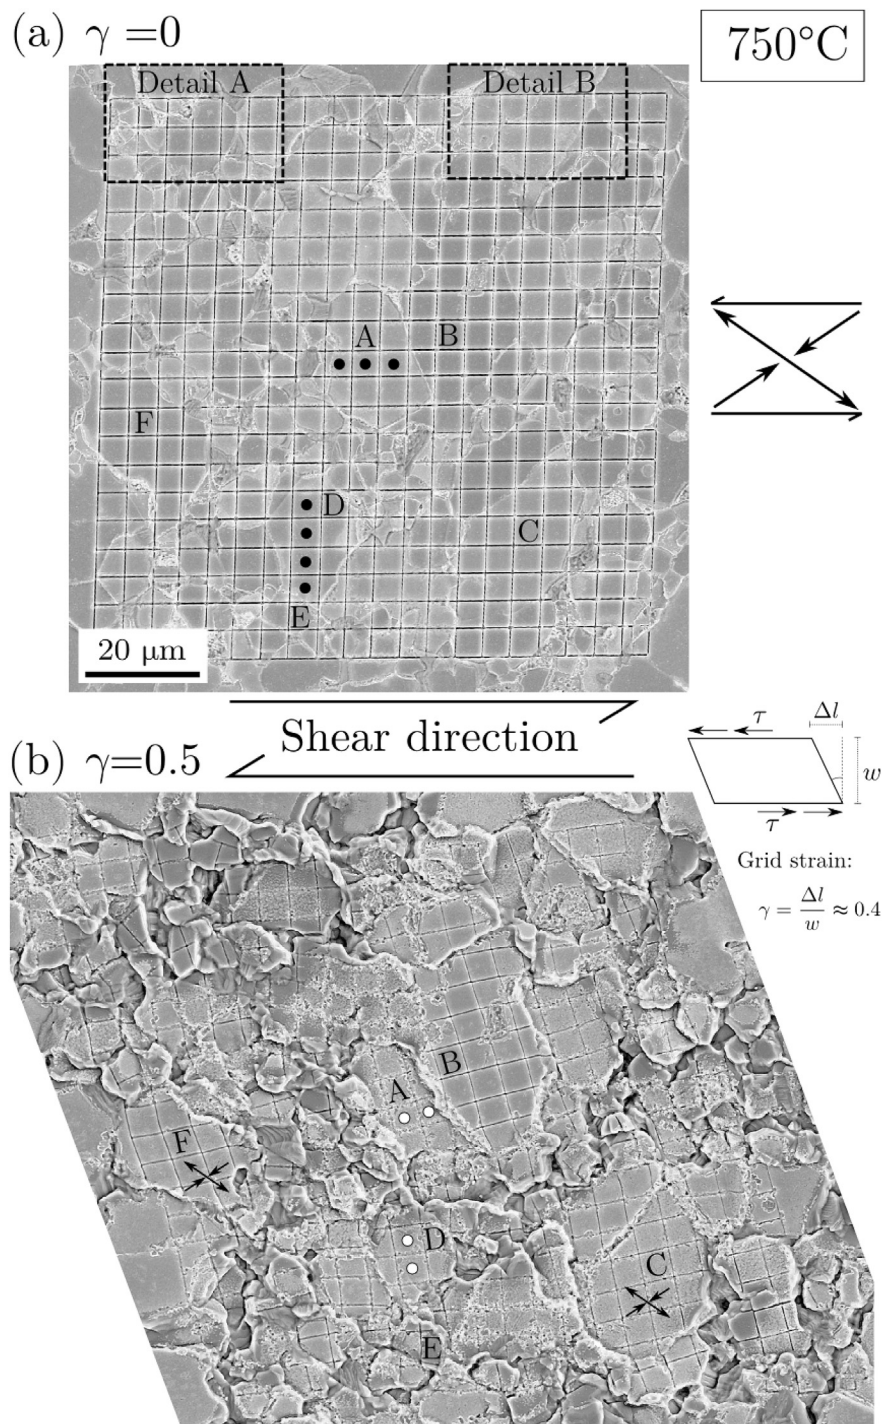 (a) γ =0
750°C
Detail A
Detail B
A
B
F
D
C
E
20 µm
Shear direction
(b) γ=0.5
τ
Δl
w
τ
Grid strain:
γ = Δl/w ≈ 0.4
B
A
F
D
C
E